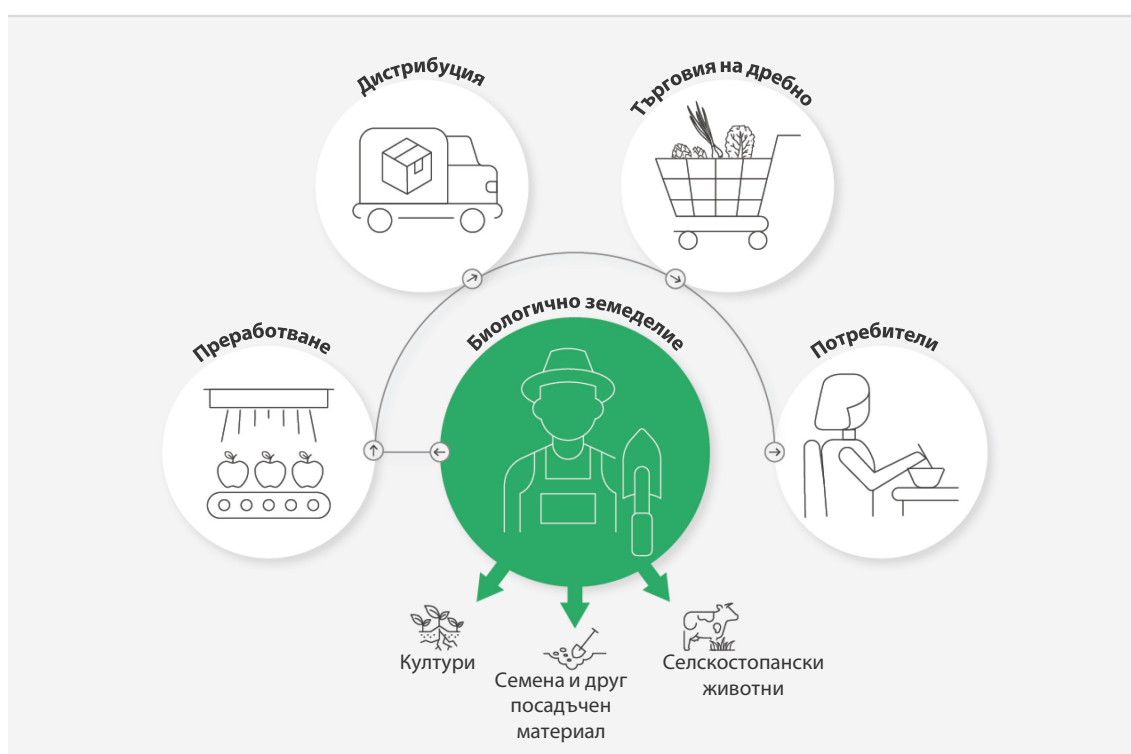 Дистрибуция
Търговия на дребно
Преработване
Биологично земеделие
Потребители
Култури
Семена и друг
посадъчен
материал
Селскостопански
животни